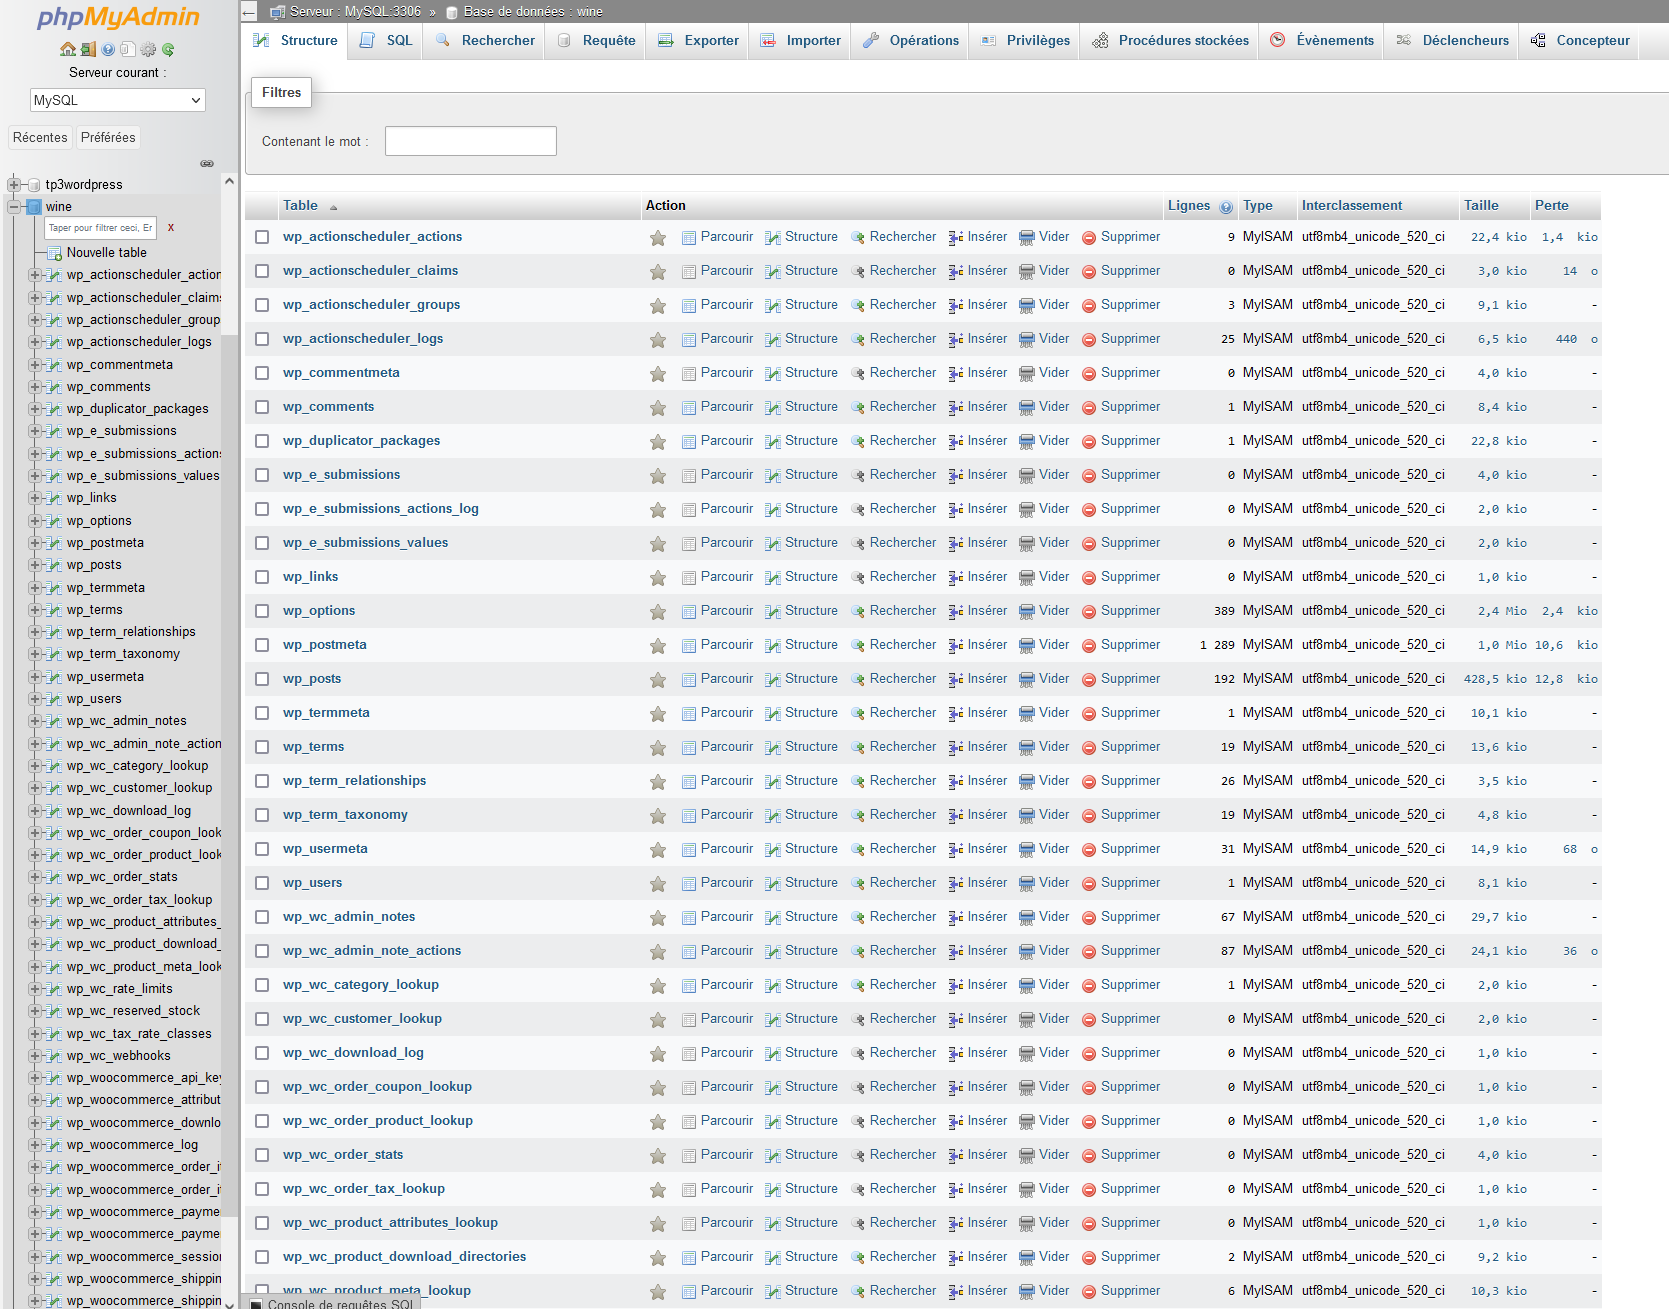 phpMyAdmin
Serveur courant :
MySQL
Récentes Préférées
tp3wordpress
wine
Taper pour filtrer ceci, Er X
Nouvelle table
wp_actionscheduler_action
wp_actionscheduler_claims
wp_actionscheduler_group
wp_actionscheduler_logs
wp_commentmeta
wp_comments
wp_duplicator_packages
wp_e_submissions
wp_e_submissions_actions
wp_e_submissions_values
wp_links
wp_options
wp_postmeta
wp_posts
wp_termmeta
wp_terms
wp_term_relationships
wp_term_taxonomy
wp_usermeta
wp_users
wp_wc_admin_notes
wp_wc_admin_note_action
wp_wc_category_lookup
wp_wc_customer_lookup
wp_wc_download_log
wp_wc_order_coupon_look
wp_wc_order_product_look
wp_wc_order_stats
wp_wc_order_tax_lookup
wp_wc_product_attributes_
wp_wc_product_download_
wp_wc_product_meta_look
wp_wc_rate_limits
wp_wc_reserved_stock
wp_wc_tax_rate_classes
wp_wc_webhooks
wp_woocommerce_api_key
wp_woocommerce_attribut
wp_woocommerce_downlo
wp_woocommerce_log
wp_woocommerce_order_it
wp_woocommerce_order_it
wp_woocommerce_paymer
wp_woocommerce_paymer
wp_woocommerce_session
wp_woocommerce_shippin
wp_woocommerce_shippin
Serveur : MySQL:3306 » Base de données : wine
Structure SQL Rechercher Requête Exporter Importer Opérations Privilèges Procédures stockées Évènements Déclencheurs Concepteur
Filtres
Contenant le mot :
Table Action Lignes Type Interclassement Taille Perte
wp_actionscheduler_actions Parcourir Structure Rechercher Insérer Vider Supprimer 9 MyISAM utf8mb4_unicode_520_ci 22,4 kio 1,4 kio
wp_actionscheduler_claims Parcourir Structure Rechercher Insérer Vider Supprimer 0 MyISAM utf8mb4_unicode_520_ci 3,0 kio 14 o
wp_actionscheduler_groups Parcourir Structure Rechercher Insérer Vider Supprimer 3 MyISAM utf8mb4_unicode_520_ci 9,1 kio -
wp_actionscheduler_logs Parcourir Structure Rechercher Insérer Vider Supprimer 25 MyISAM utf8mb4_unicode_520_ci 6,5 kio 440 o
wp_commentmeta Parcourir Structure Rechercher Insérer Vider Supprimer 0 MyISAM utf8mb4_unicode_520_ci 4,0 kio -
wp_comments Parcourir Structure Rechercher Insérer Vider Supprimer 1 MyISAM utf8mb4_unicode_520_ci 8,4 kio -
wp_duplicator_packages Parcourir Structure Rechercher Insérer Vider Supprimer 1 MyISAM utf8mb4_unicode_520_ci 22,8 kio -
wp_e_submissions Parcourir Structure Rechercher Insérer Vider Supprimer 0 MyISAM utf8mb4_unicode_520_ci 4,0 kio -
wp_e_submissions_actions_log Parcourir Structure Rechercher Insérer Vider Supprimer 0 MyISAM utf8mb4_unicode_520_ci 2,0 kio -
wp_e_submissions_values Parcourir Structure Rechercher Insérer Vider Supprimer 0 MyISAM utf8mb4_unicode_520_ci 2,0 kio -
wp_links Parcourir Structure Rechercher Insérer Vider Supprimer 0 MyISAM utf8mb4_unicode_520_ci 1,0 kio -
wp_options Parcourir Structure Rechercher Insérer Vider Supprimer 389 MyISAM utf8mb4_unicode_520_ci 2,4 Mio 2,4 kio
wp_postmeta Parcourir Structure Rechercher Insérer Vider Supprimer 1 289 MyISAM utf8mb4_unicode_520_ci 1,0 Mio 10,6 kio
wp_posts Parcourir Structure Rechercher Insérer Vider Supprimer 192 MyISAM utf8mb4_unicode_520_ci 428,5 kio 12,8 kio
wp_termmeta Parcourir Structure Rechercher Insérer Vider Supprimer 1 MyISAM utf8mb4_unicode_520_ci 10,1 kio -
wp_terms Parcourir Structure Rechercher Insérer Vider Supprimer 19 MyISAM utf8mb4_unicode_520_ci 13,6 kio -
wp_term_relationships Parcourir Structure Rechercher Insérer Vider Supprimer 26 MyISAM utf8mb4_unicode_520_ci 3,5 kio -
wp_term_taxonomy Parcourir Structure Rechercher Insérer Vider Supprimer 19 MyISAM utf8mb4_unicode_520_ci 4,8 kio -
wp_usermeta Parcourir Structure Rechercher Insérer Vider Supprimer 31 MyISAM utf8mb4_unicode_520_ci 14,9 kio 68 o
wp_users Parcourir Structure Rechercher Insérer Vider Supprimer 1 MyISAM utf8mb4_unicode_520_ci 8,1 kio -
wp_wc_admin_notes Parcourir Structure Rechercher Insérer Vider Supprimer 67 MyISAM utf8mb4_unicode_520_ci 29,7 kio -
wp_wc_admin_note_actions Parcourir Structure Rechercher Insérer Vider Supprimer 87 MyISAM utf8mb4_unicode_520_ci 24,1 kio 36 o
wp_wc_category_lookup Parcourir Structure Rechercher Insérer Vider Supprimer 1 MyISAM utf8mb4_unicode_520_ci 2,0 kio -
wp_wc_customer_lookup Parcourir Structure Rechercher Insérer Vider Supprimer 0 MyISAM utf8mb4_unicode_520_ci 2,0 kio -
wp_wc_download_log Parcourir Structure Rechercher Insérer Vider Supprimer 0 MyISAM utf8mb4_unicode_520_ci 1,0 kio -
wp_wc_order_coupon_lookup Parcourir Structure Rechercher Insérer Vider Supprimer 0 MyISAM utf8mb4_unicode_520_ci 1,0 kio -
wp_wc_order_product_lookup Parcourir Structure Rechercher Insérer Vider Supprimer 0 MyISAM utf8mb4_unicode_520_ci 1,0 kio -
wp_wc_order_stats Parcourir Structure Rechercher Insérer Vider Supprimer 0 MyISAM utf8mb4_unicode_520_ci 4,0 kio -
wp_wc_order_tax_lookup Parcourir Structure Rechercher Insérer Vider Supprimer 0 MyISAM utf8mb4_unicode_520_ci 1,0 kio -
wp_wc_product_attributes_lookup Parcourir Structure Rechercher Insérer Vider Supprimer 0 MyISAM utf8mb4_unicode_520_ci 1,0 kio -
wp_wc_product_download_directories Parcourir Structure Rechercher Insérer Vider Supprimer 2 MyISAM utf8mb4_unicode_520_ci 9,2 kio -
wp_wc_product_meta_lookup Parcourir Structure Rechercher Insérer Vider Supprimer 6 MyISAM utf8mb4_unicode_520_ci 10,3 kio -
Console de requêtes SQL